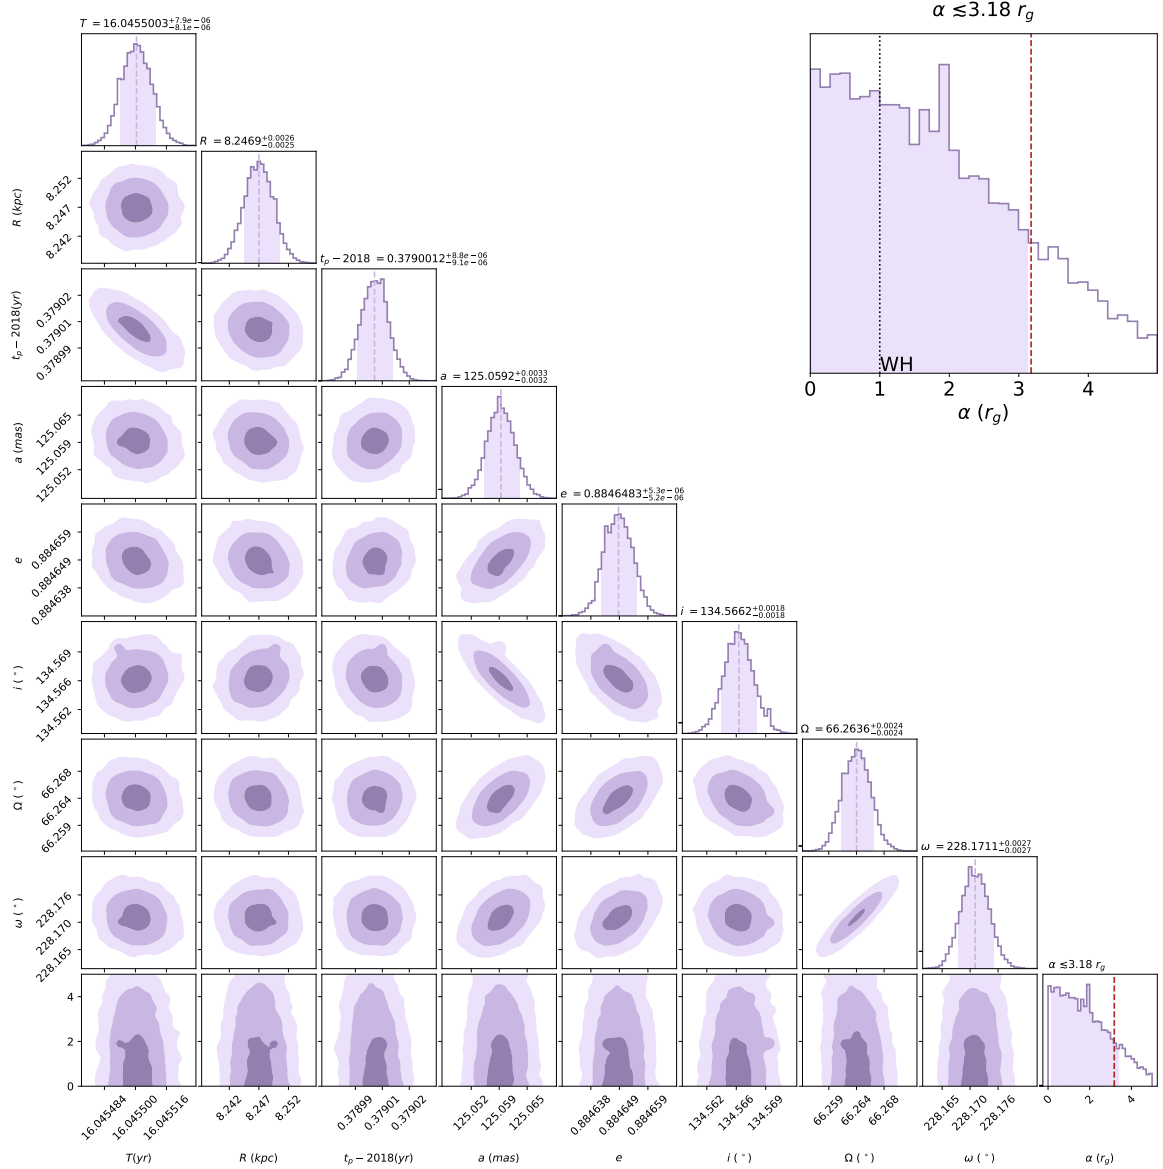 α ≲3.18 r_g
T = 16.0455003 +7.9e−06 −8.1e−06
R = 8.2469 +0.0026 −0.0025
WH
0 1 2 3 4
α (r_g)
8.252
8.247
8.242
R (kpc)
t_p − 2018 = 0.3790012 +8.8e−06 −9.1e−06
0.37902
0.37901
0.37899
t_p − 2018(yr)
a = 125.0592 +0.0033 −0.0032
125.065
125.059
125.052
a (mas)
e = 0.8846483 +5.3e−06 −5.2e−06
0.884659
0.884649
0.884638
e
i = 134.5662 +0.0018 −0.0018
134.569
134.566
134.562
i (°)
Ω = 66.2636 +0.0024 −0.0024
66.268
66.264
66.259
Ω (°)
ω = 228.1711 +0.0027 −0.0027
228.176
228.170
228.165
ω (°)
α ≲3.18 r_g
4
2
0
16.045484 16.045500 16.045516
8.242 8.247 8.252
0.37899 0.37901 0.37902
125.052 125.059 125.065
0.884638 0.884649 0.884659
134.562 134.566 134.569
66.259 66.264 66.268
228.165 228.170 228.176
0 2 4
T(yr) R (kpc) t_p − 2018(yr) a (mas) e i (°) Ω (°) ω (°) α (r_g)